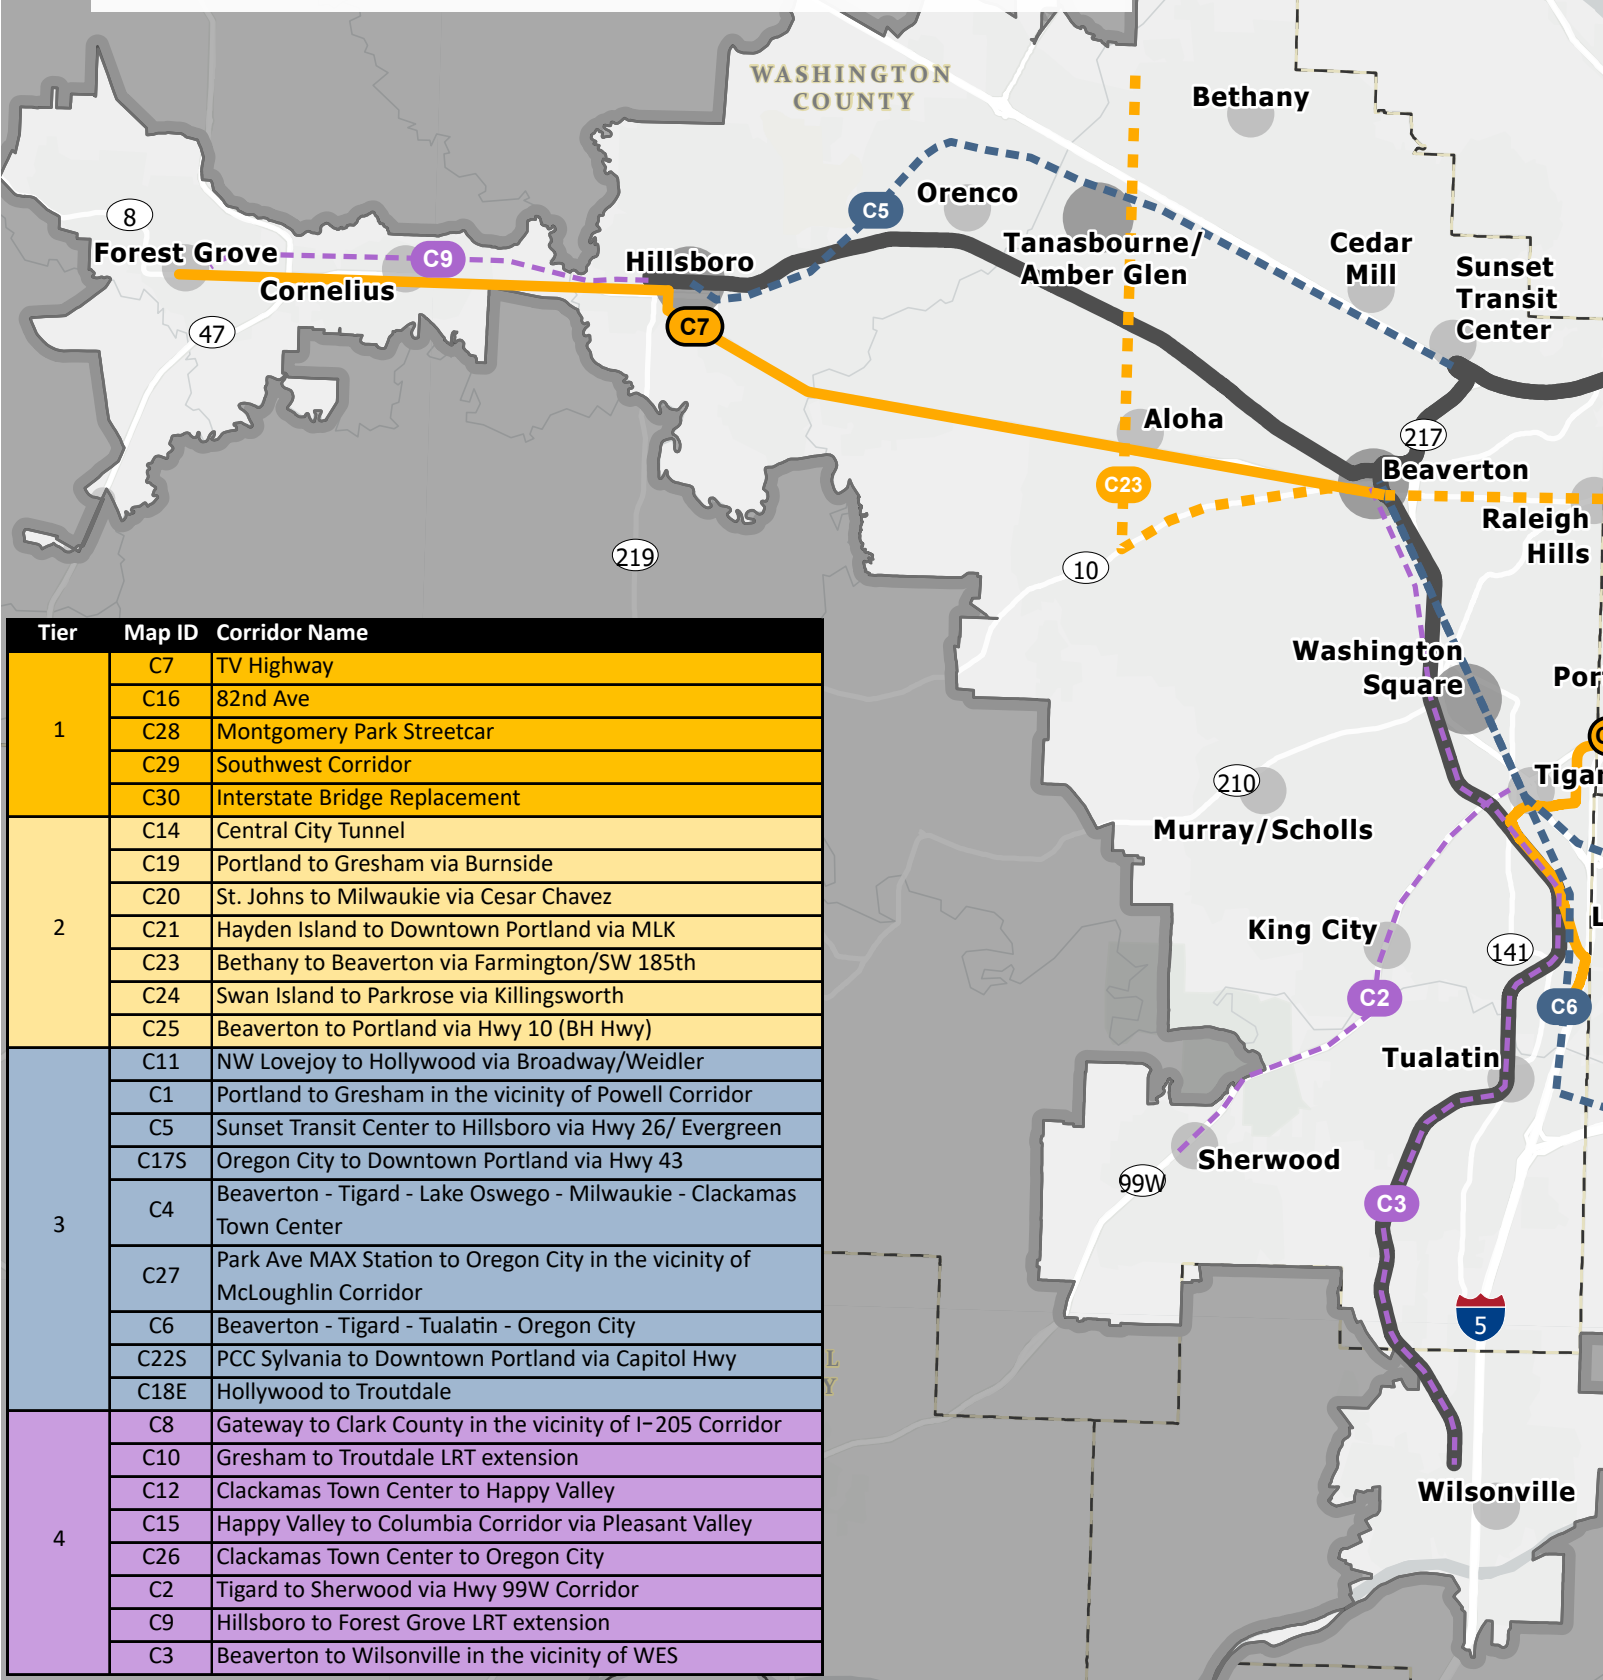 WASHINGTON
COUNTY
Bethany
C5
Orenco
8
Forest Grove
C9
Hillsboro
Cornelius
Tanasbourne/
Amber Glen
Cedar
Mill
Sunset
Transit
Center
47
C7
Aloha
217
Beaverton
C23
Raleigh
Hills
219
10
Washington
Square
Por
C
Tigar
210
Murray/Scholls
King City
L
141
C2
C6
Tualatin
Sherwood
99W
C3
5
Wilsonville
L
Y
Tier Map ID Corridor Name
1
C7 TV Highway
C16 82nd Ave
C28 Montgomery Park Streetcar
C29 Southwest Corridor
C30 Interstate Bridge Replacement
2
C14 Central City Tunnel
C19 Portland to Gresham via Burnside
C20 St. Johns to Milwaukie via Cesar Chavez
C21 Hayden Island to Downtown Portland via MLK
C23 Bethany to Beaverton via Farmington/SW 185th
C24 Swan Island to Parkrose via Killingsworth
C25 Beaverton to Portland via Hwy 10 (BH Hwy)
3
C11 NW Lovejoy to Hollywood via Broadway/Weidler
C1 Portland to Gresham in the vicinity of Powell Corridor
C5 Sunset Transit Center to Hillsboro via Hwy 26/ Evergreen
C17S Oregon City to Downtown Portland via Hwy 43
C4 Beaverton - Tigard - Lake Oswego - Milwaukie - Clackamas
Town Center
C27 Park Ave MAX Station to Oregon City in the vicinity of
McLoughlin Corridor
C6 Beaverton - Tigard - Tualatin - Oregon City
C22S PCC Sylvania to Downtown Portland via Capitol Hwy
C18E Hollywood to Troutdale
4
C8 Gateway to Clark County in the vicinity of I-205 Corridor
C10 Gresham to Troutdale LRT extension
C12 Clackamas Town Center to Happy Valley
C15 Happy Valley to Columbia Corridor via Pleasant Valley
C26 Clackamas Town Center to Oregon City
C2 Tigard to Sherwood via Hwy 99W Corridor
C9 Hillsboro to Forest Grove LRT extension
C3 Beaverton to Wilsonville in the vicinity of WES